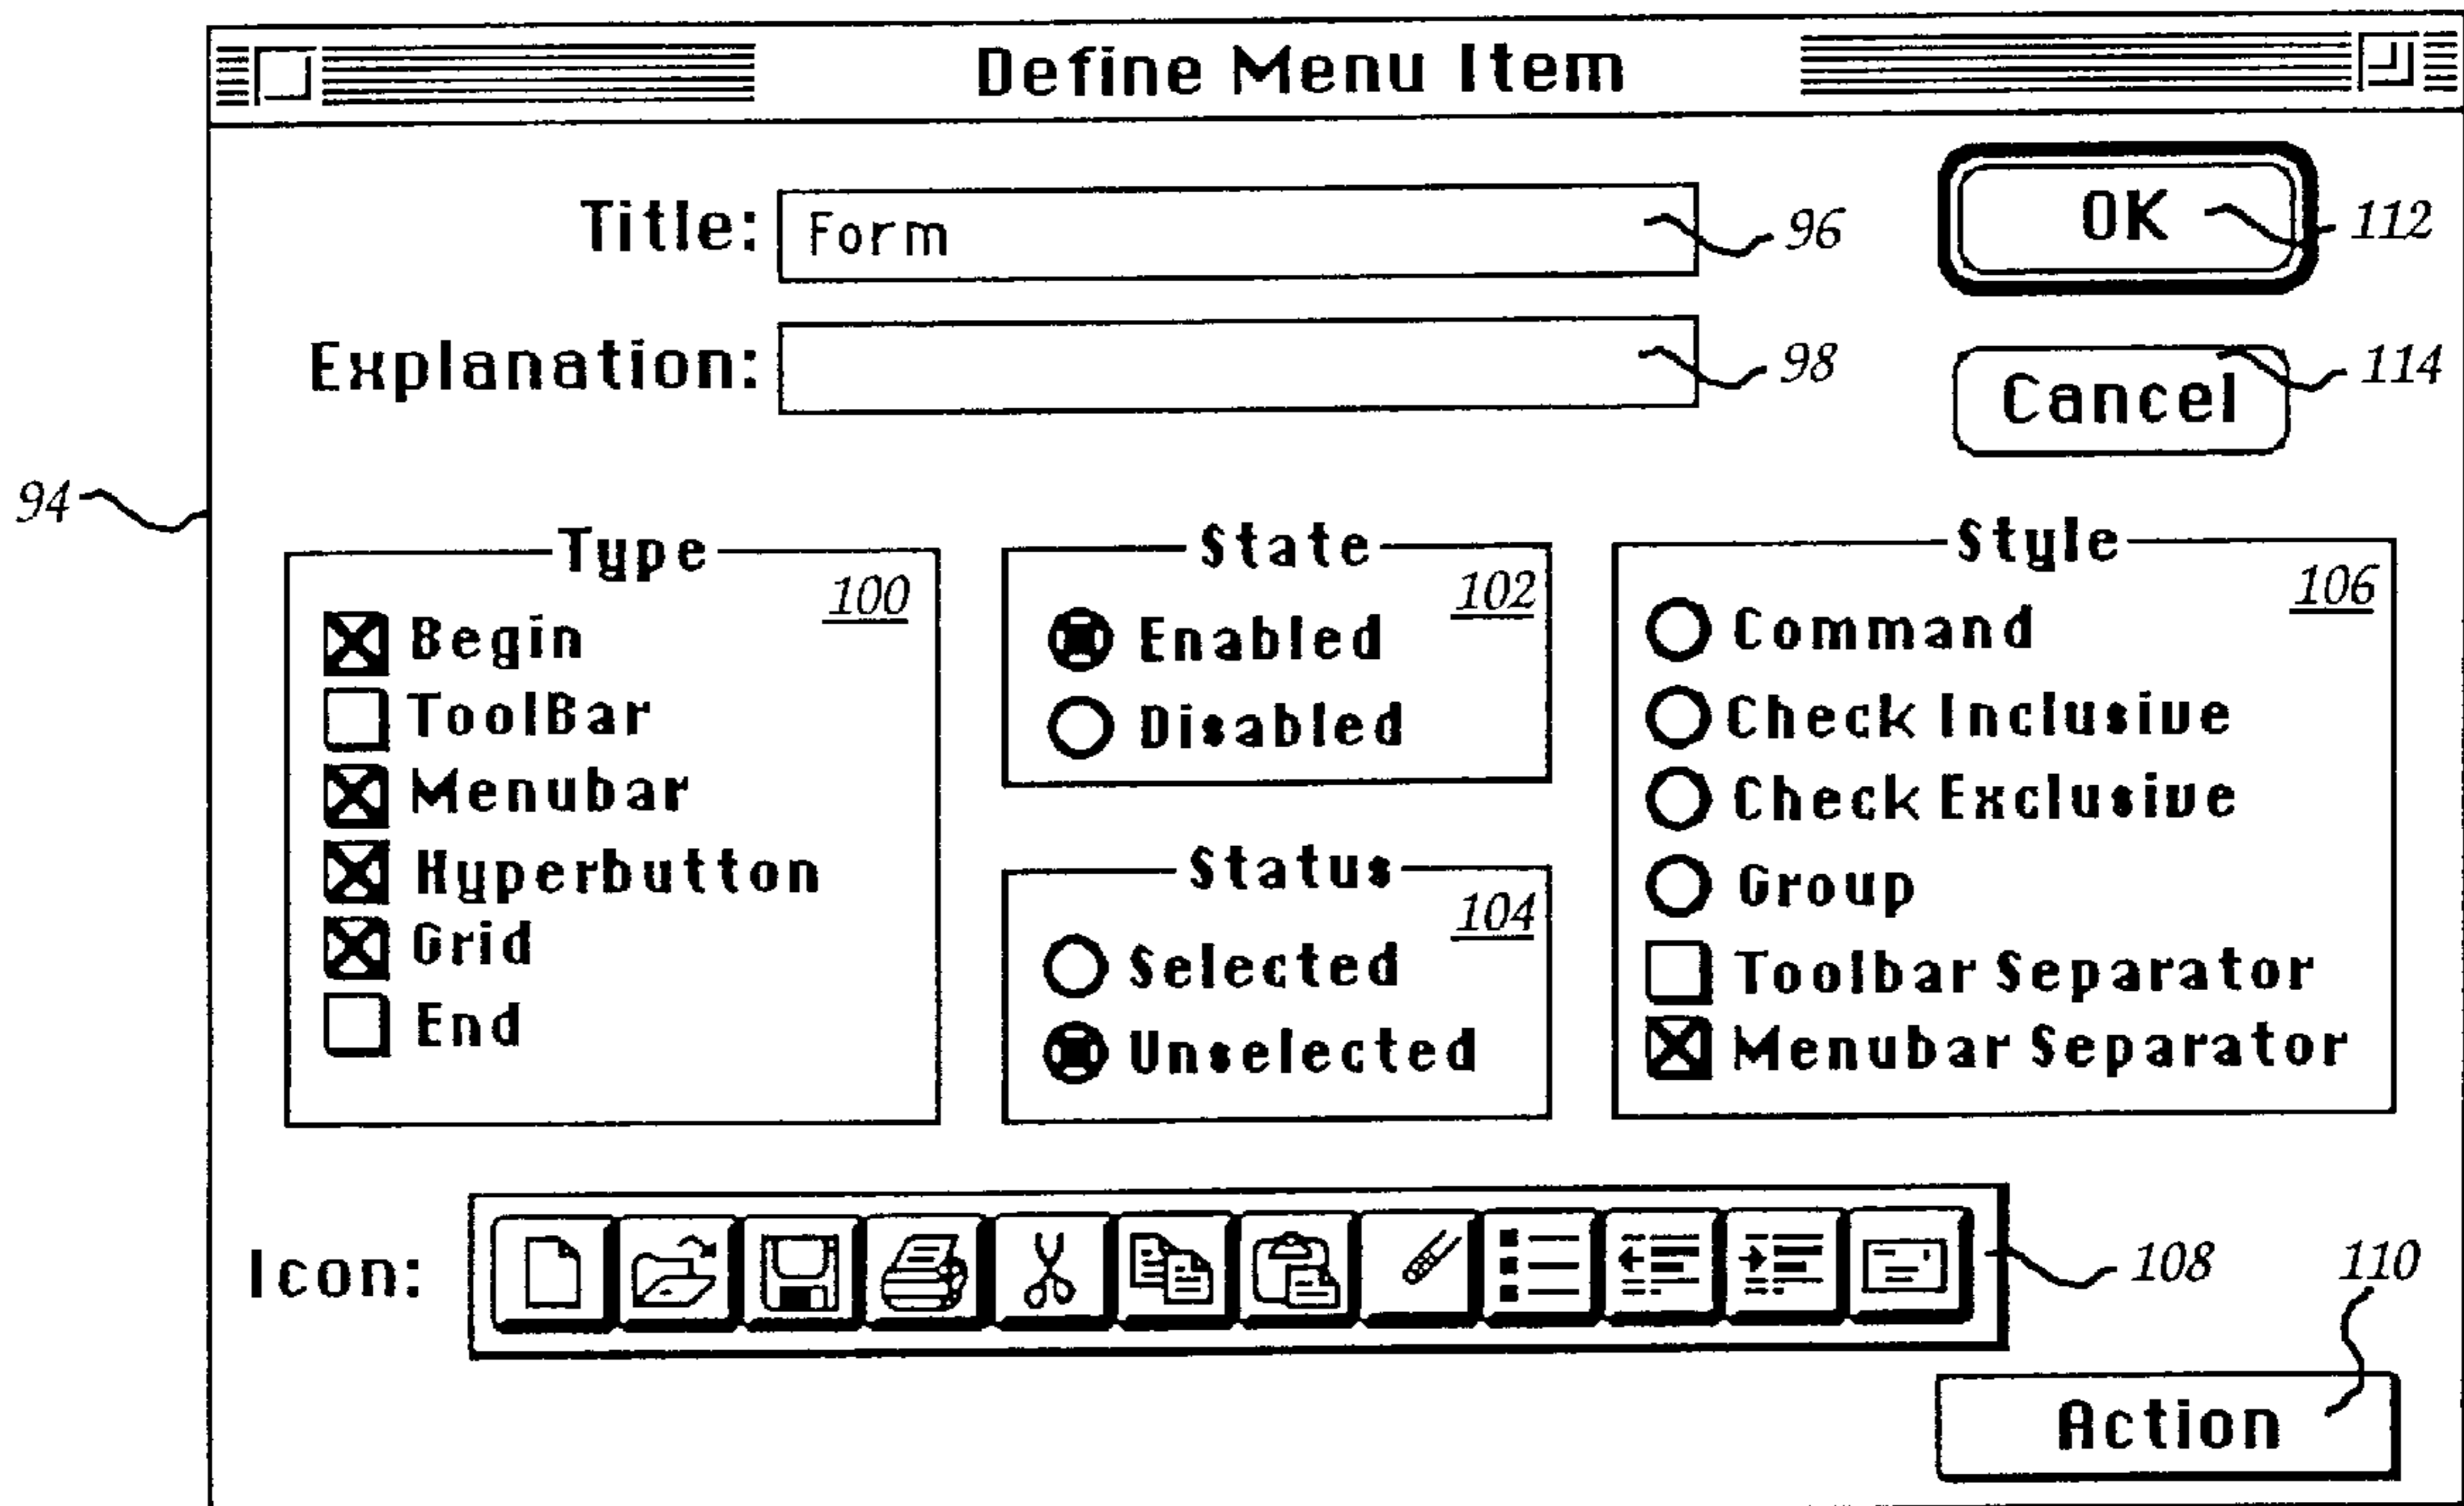 Define Menu Item
Title: Form 96 OK 112
Explanation: 98 Cancel 114
94
Type 100
Begin
ToolBar
Menubar
Hyperbutton
Grid
End
State 102
Enabled
Disabled
Status 104
Selected
Unselected
Style 106
Command
Check Inclusive
Check Exclusive
Group
Toolbar Separator
Menubar Separator
Icon: 108
110
Action